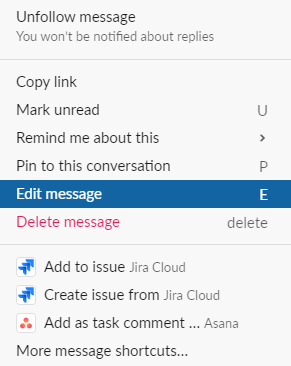 Unfollow message
You won't be notified about replies
Copy link
Mark unread U
Remind me about this
Pin to this conversation P
Edit message E
Delete message delete
Add to issue Jira Cloud
Create issue from Jira Cloud
Add as task comment ... Asana
More message shortcuts...